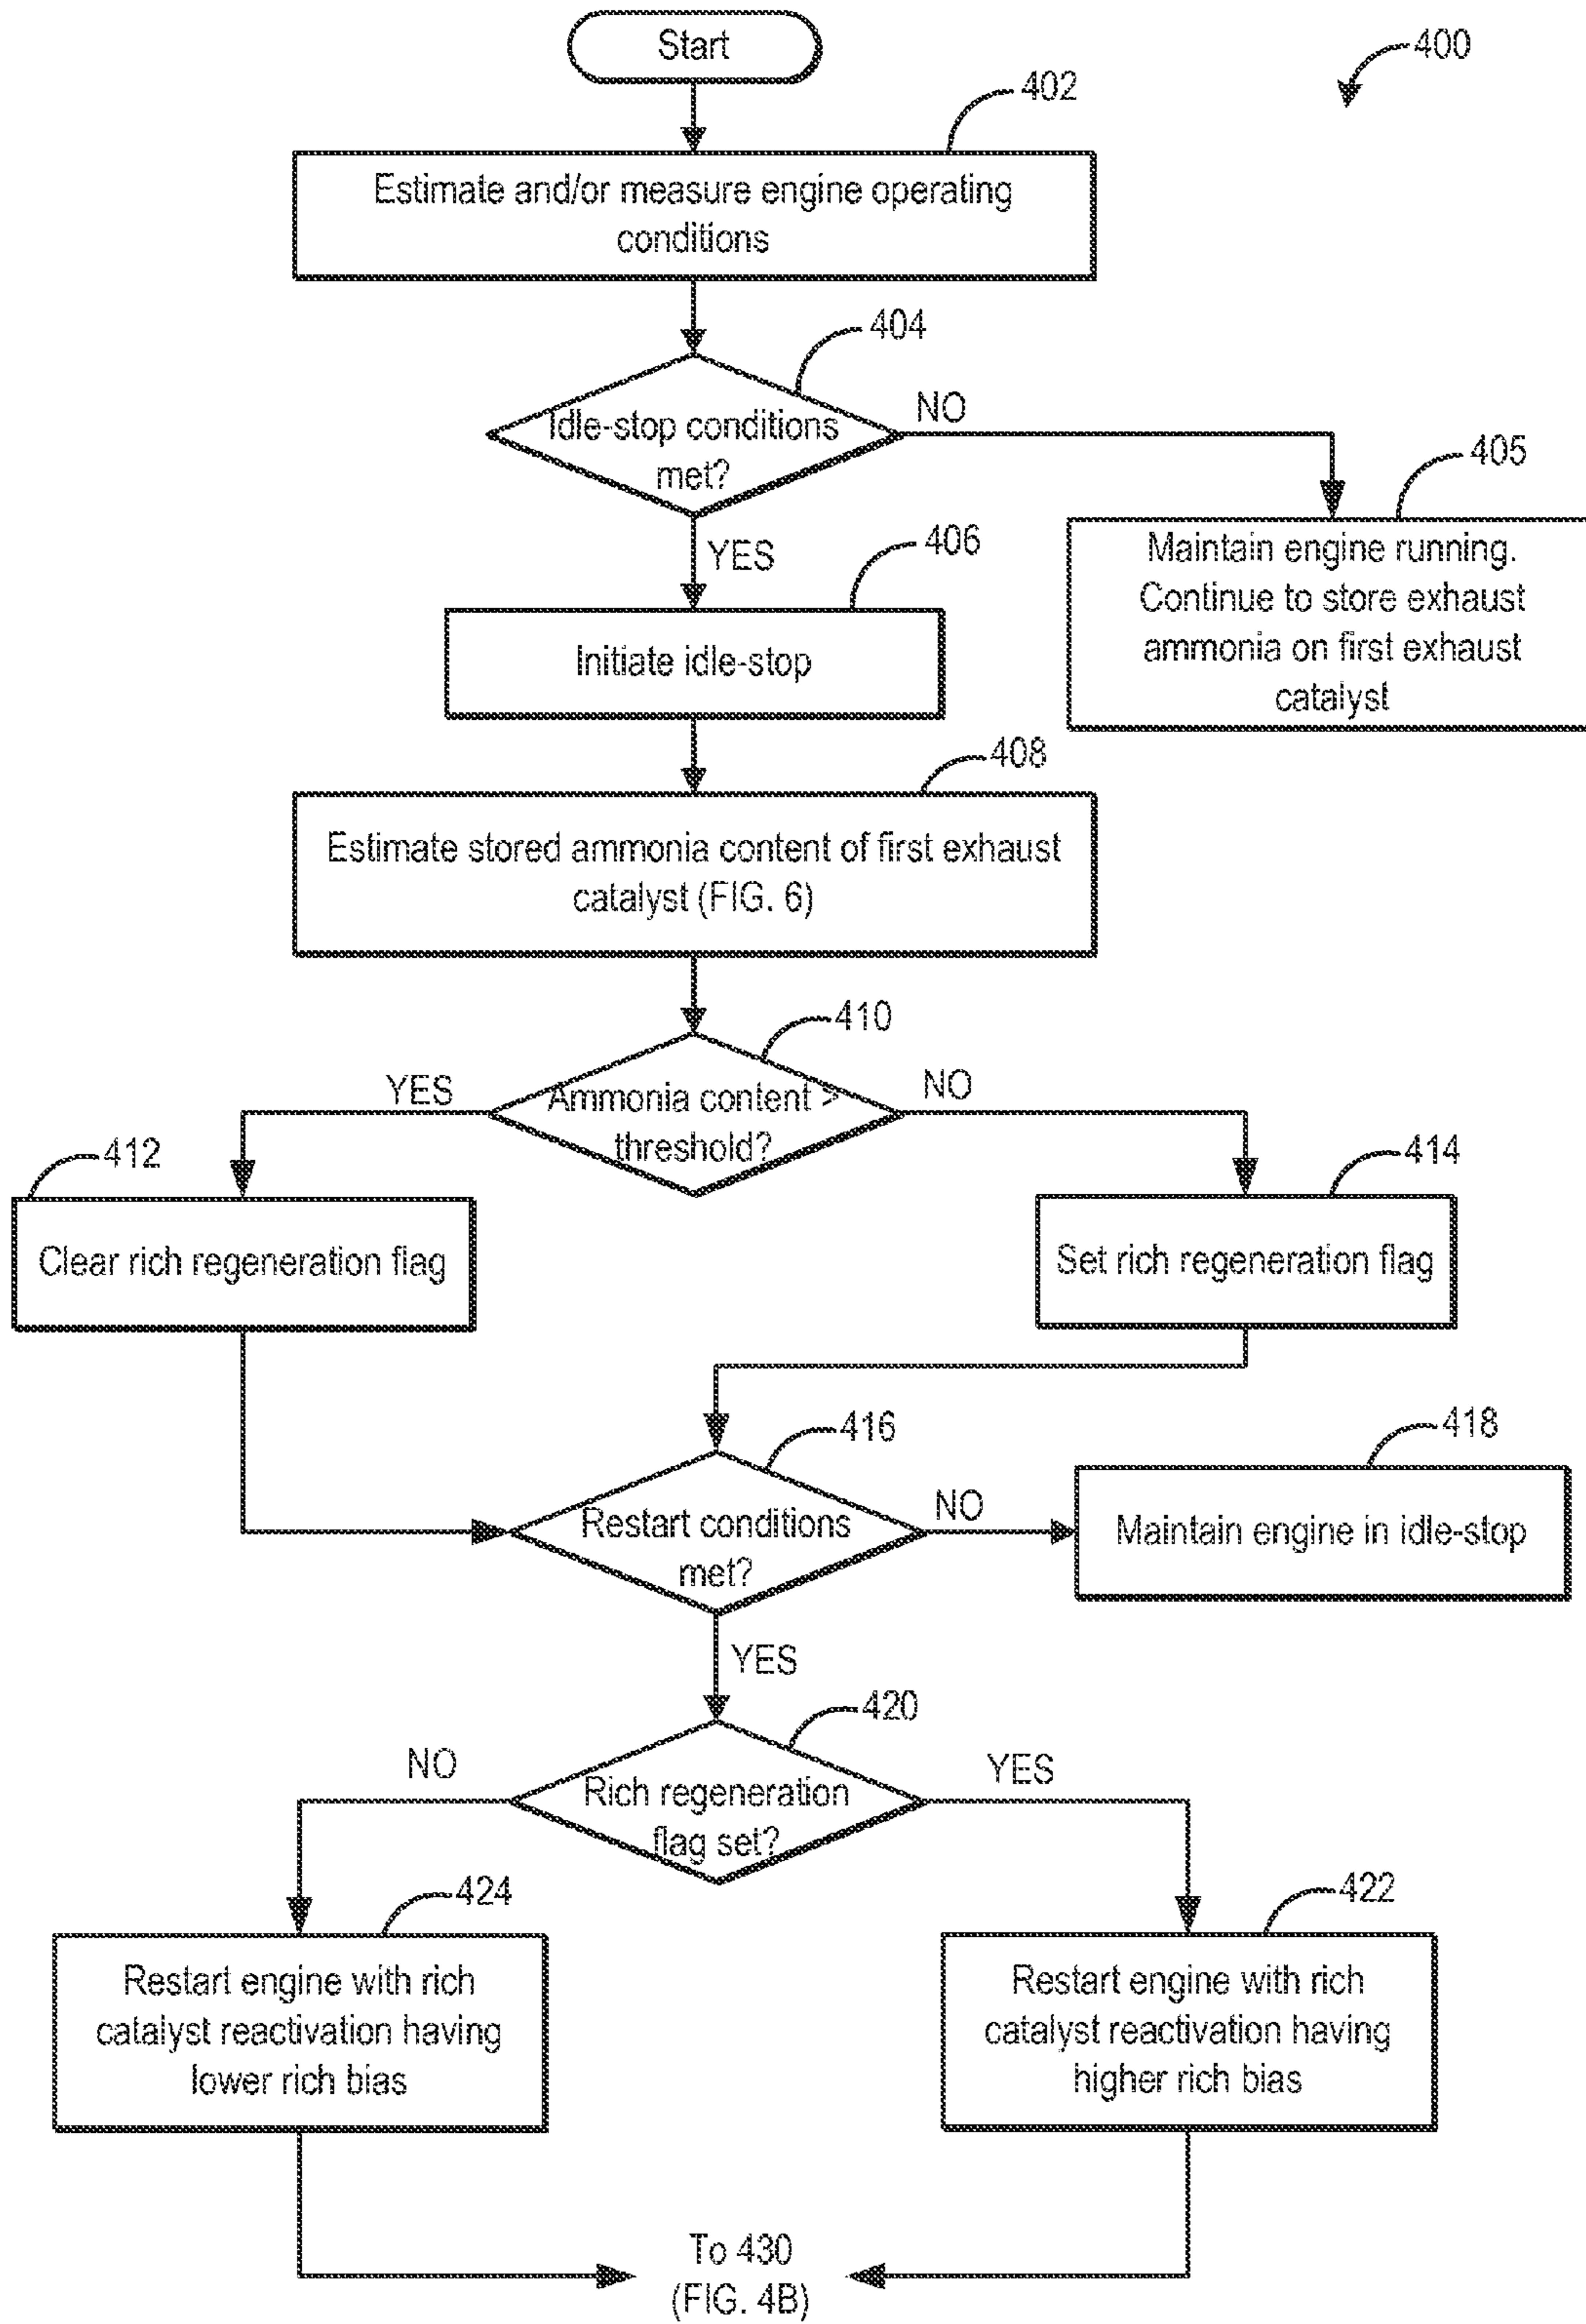 Start
400
402
Estimate and/or measure engine operating
conditions
404
Idle-stop conditions
met?
NO
405
YES
406
Maintain engine running.
Continue to store exhaust
ammonia on first exhaust
catalyst
Initiate idle-stop
408
Estimate stored ammonia content of first exhaust
catalyst (FIG. 6)
410
YES
NO
Ammonia content >
threshold?
412
414
Clear rich regeneration flag
Set rich regeneration flag
416
418
Restart conditions
met?
NO
Maintain engine in idle-stop
YES
420
NO
YES
Rich regeneration
flag set?
424
422
Restart engine with rich
catalyst reactivation having
lower rich bias
Restart engine with rich
catalyst reactivation having
higher rich bias
To 430
(FIG. 4B)